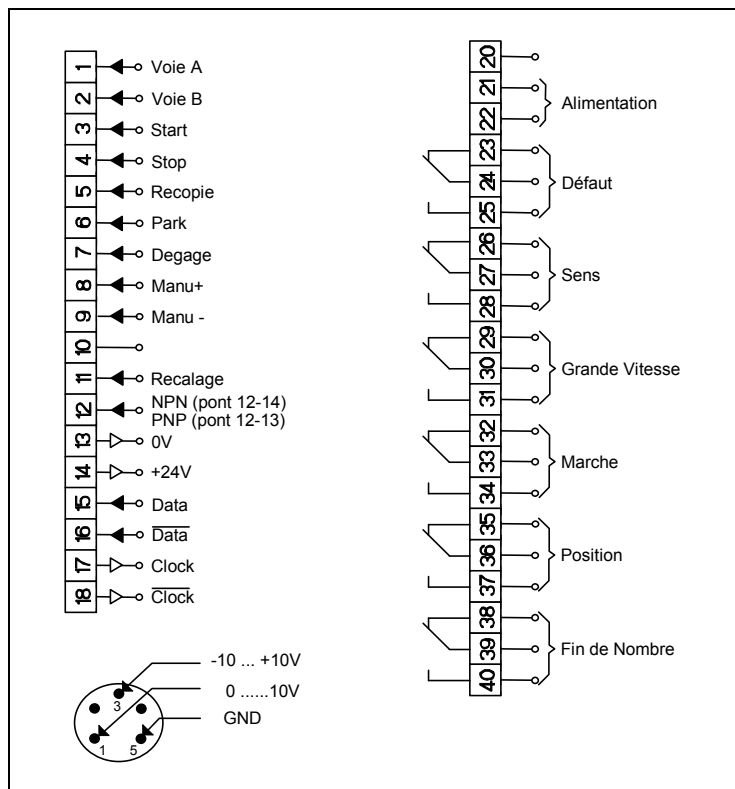 1 Voie A
2 Voie B
3 Start
4 Stop
5 Recopie
6 Park
7 Degage
8 Manu+
9 Manu -
10
11 Recalage
12 NPN (pont 12-14)
PNP (pont 12-13)
13 0V
14 +24V
15 Data
16 D̅a̅t̅a̅
17 Clock
18 C̅l̅o̅c̅k̅
-10 ... +10V
0 ......10V
GND
3
1 5
20
21
Alimentation
22
23
24 Défaut
25
26
27 Sens
28
29
30 Grande Vitesse
31
32
33 Marche
34
35
36 Position
37
38
39 Fin de Nombre
40